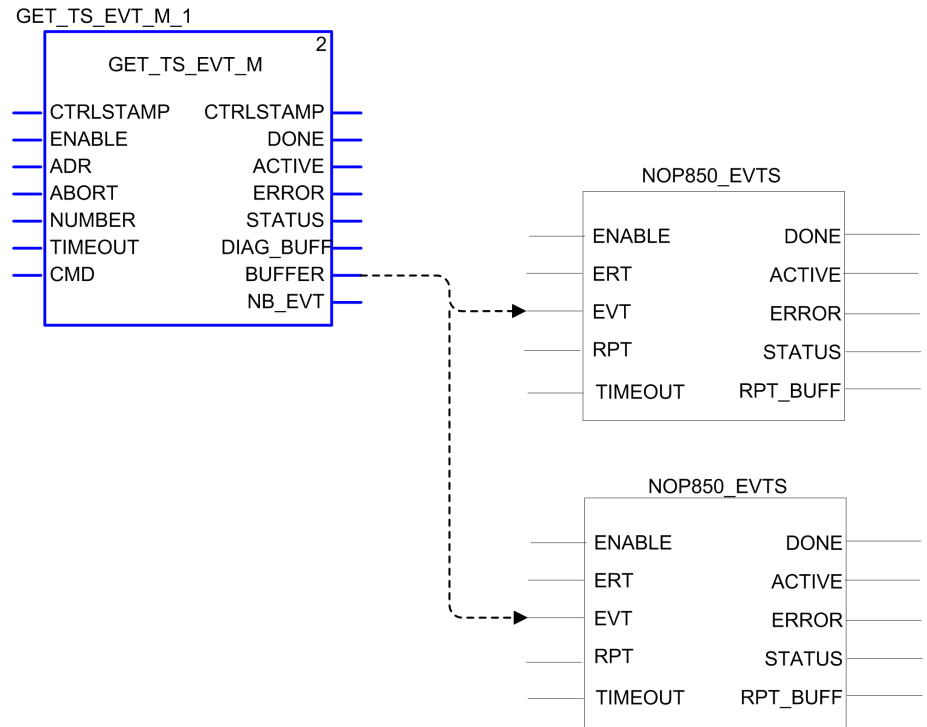 GET_TS_EVT_M_1
2
GET_TS_EVT_M
CTRLSTAMP CTRLSTAMP
ENABLE DONE
ADR ACTIVE
ABORT ERROR
NUMBER STATUS
TIMEOUT DIAG_BUFF
CMD BUFFER
NB_EVT
NOP850_EVTS
ENABLE DONE
ERT ACTIVE
EVT ERROR
RPT STATUS
TIMEOUT RPT_BUFF
NOP850_EVTS
ENABLE DONE
ERT ACTIVE
EVT ERROR
RPT STATUS
TIMEOUT RPT_BUFF